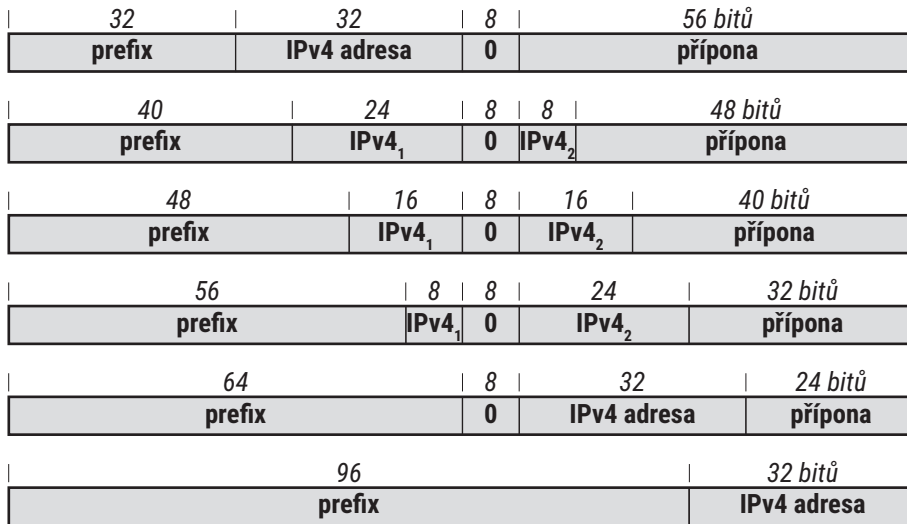 32 32 8 56 bitů
prefix IPv4 adresa 0 přípona
40 24 8 8 48 bitů
prefix IPv4₁ 0 IPv4₂ přípona
48 16 8 16 40 bitů
prefix IPv4₁ 0 IPv4₂ přípona
56 8 8 24 32 bitů
prefix IPv4₁ 0 IPv4₂ přípona
64 8 32 24 bitů
prefix 0 IPv4 adresa přípona
96 32 bitů
prefix IPv4 adresa